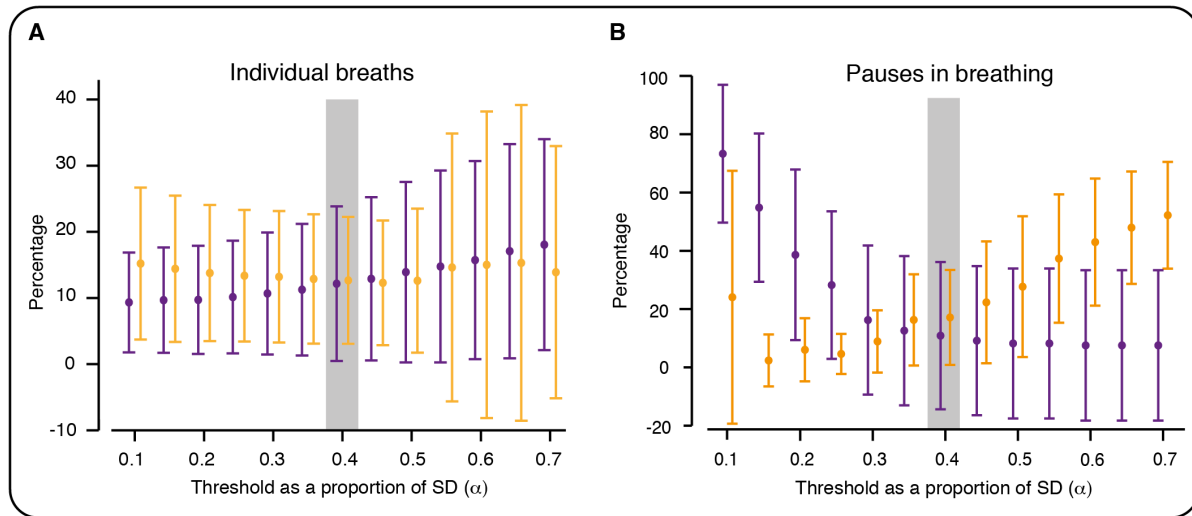 A
Individual breaths
Percentage
40
30
20
10
0
-10
0.1 0.2 0.3 0.4 0.5 0.6 0.7
Threshold as a proportion of SD (α)
B
Pauses in breathing
Percentage
100
80
60
40
20
0
-20
0.1 0.2 0.3 0.4 0.5 0.6 0.7
Threshold as a proportion of SD (α)